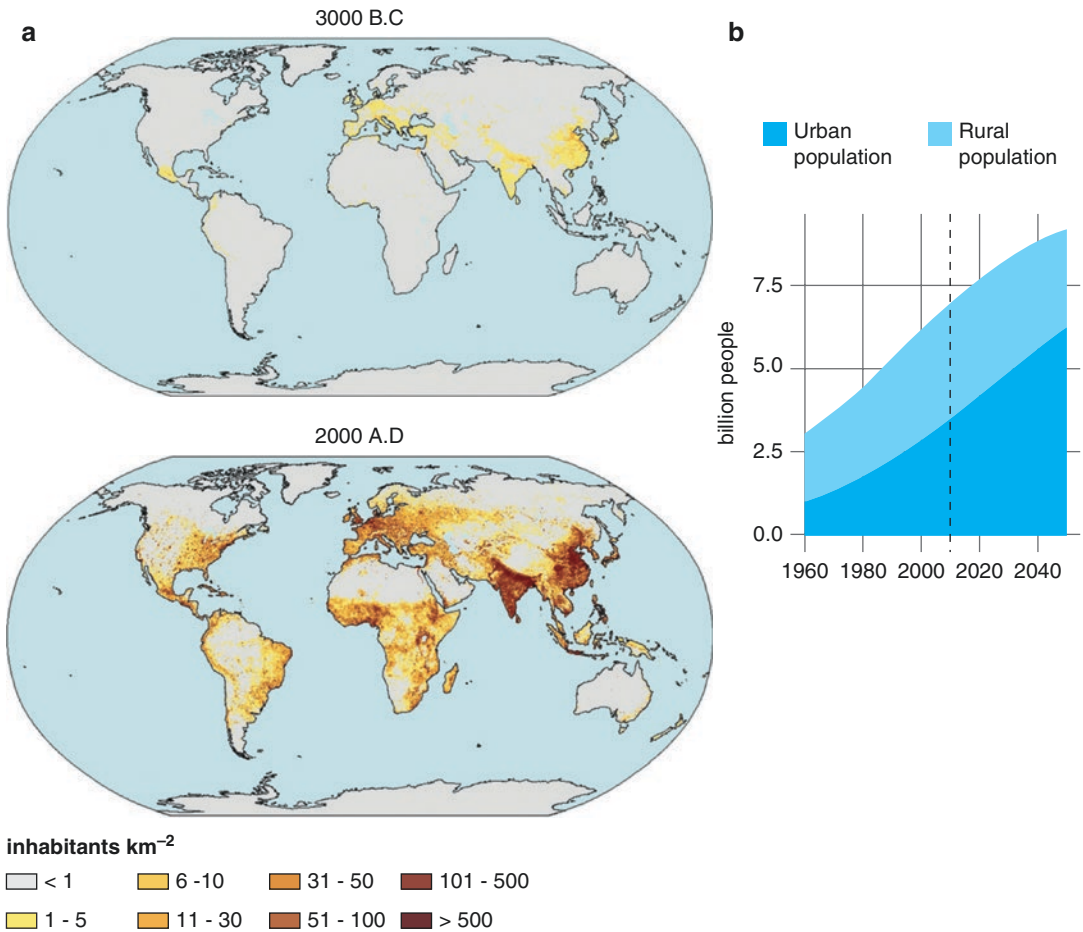 a
3000 B.C
2000 A.D
inhabitants km−2
< 1
6 -10
31 - 50
101 - 500
1 - 5
11 - 30
51 - 100
> 500
b
Urban
population
Rural
population
billion people
7.5
5.0
2.5
0.0
1960 1980 2000 2020 2040